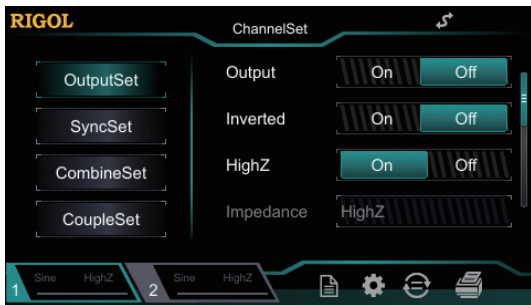 RIGOL
ChannelSet
OutputSet
SyncSet
CombineSet
CoupleSet
Output On Off
Inverted On Off
HighZ On Off
Impedance HighZ
1 Sine HighZ
2 Sine HighZ